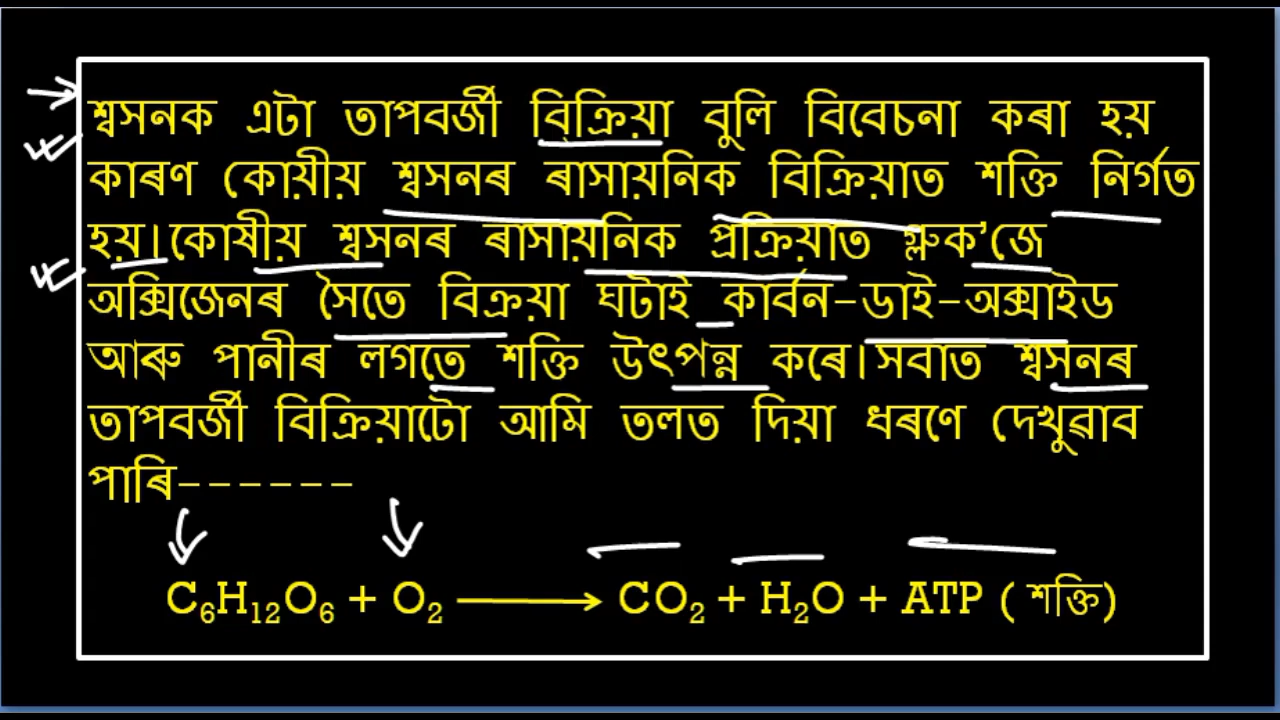 শ্বসনক এটা তাপবৰ্জী বিক্ৰিয়া বুলি বিবেচনা কৰা হয়
কাৰণ কোয়ীয় শ্বসনৰ ৰাসায়নিক বিক্ৰিয়াত শক্তি নিৰ্গত
হয়।কোষীয় শ্বসনৰ ৰাসায়নিক প্ৰক্ৰিয়াত গ্লুক’জে
অক্সিজেনৰ সৈতে বিক্ৰয়া ঘটাই কাৰ্বন-ডাই-অক্সাইড
আৰু পানীৰ লগতে শক্তি উৎপন্ন কৰে।সবাত শ্বসনৰ
তাপবৰ্জী বিক্ৰিয়াটো আমি তলত দিয়া ধৰণে দেখুৱাব
পাৰি------
C₆H₁₂O₆ + O₂ ⟶ CO₂ + H₂O + ATP ( শক্তি)